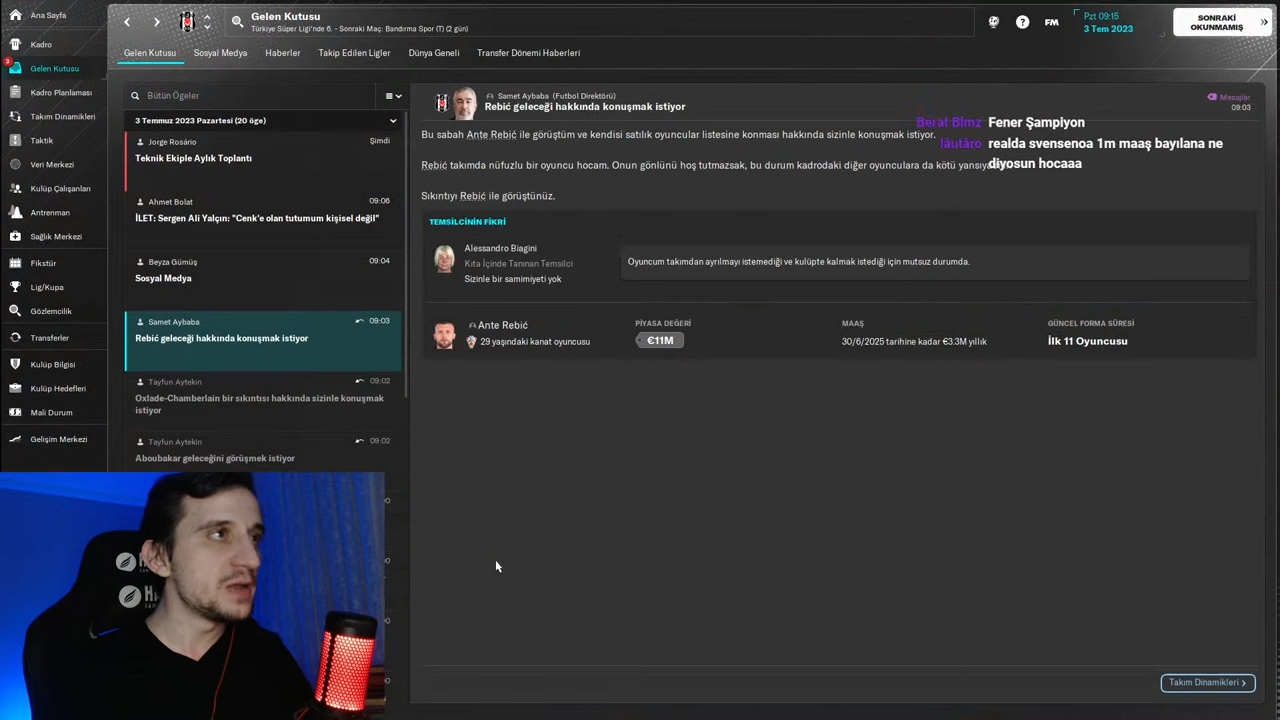 Ana Sayfa
Kadro
3
Gelen Kutusu
Kadro Planlaması
Takım Dinamikleri
Taktik
Veri Merkezi
Kulüp Çalışanları
Antrenman
Sağlık Merkezi
Fikstür
Lig/Kupa
Gözlemcilik
Transferler
Kulüp Bilgisi
Kulüp Hedefleri
Mali Durum
Gelişim Merkezi
Gelen Kutusu
Türkiye Süper Ligi'nde 6. - Sonraki Maç: Bandırma Spor (T) (2 gün)
FM
Pzt 09:15
3 Tem 2023
SONRAKİ
OKUNMAMIŞ
Gelen Kutusu
Sosyal Medya
Haberler
Takip Edilen Ligler
Dünya Geneli
Transfer Dönemi Haberleri
Bütün Ögeler
3 Temmuz 2023 Pazartesi (20 öge)
Jorge Rosário
Şimdi
Teknik Ekiple Aylık Toplantı
Ahmet Bolat
09:06
İLET: Sergen Ali Yalçın: "Cenk'e olan tutumum kişisel değil"
Beyza Gümüş
09:04
Sosyal Medya
Samet Aybaba
09:03
Rebić geleceği hakkında konuşmak istiyor
Tayfun Aytekin
09:02
Oxlade-Chamberlain bir sıkıntısı hakkında sizinle konuşmak
istiyor
Tayfun Aytekin
09:02
Aboubakar geleceğini görüşmek istiyor
Samet Aybaba (Futbol Direktörü)
Rebić geleceği hakkında konuşmak istiyor
Mesajlar
09:03
Bu sabah Ante Rebić ile görüştüm ve kendisi satılık oyuncular listesine konması hakkında sizinle konuşmak istiyor.
Rebić takımda nüfuzlu bir oyuncu hocam. Onun gönlünü hoş tutmazsak, bu durum kadrodaki diğer oyunculara da kötü yansıya
Sıkıntıyı Rebić ile görüştünüz.
Berat Blmz Fener Şampiyon
lâutâro realda svensenoa 1m maaş bayılana ne
diyosun hocaaa
TEMSİLCİNİN FİKRİ
Alessandro Biagini
Kıta İçinde Tanınan Temsilci
Sizinle bir samimiyeti yok
Oyuncum takımdan ayrılmayı istemediği ve kulüpte kalmak istediği için mutsuz durumda.
Ante Rebić
29 yaşındaki kanat oyuncusu
PİYASA DEĞERİ
€11M
MAAŞ
30/6/2025 tarihine kadar €3.3M yıllık
GÜNCEL FORMA SÜRESİ
İlk 11 Oyuncusu
Takım Dinamikleri